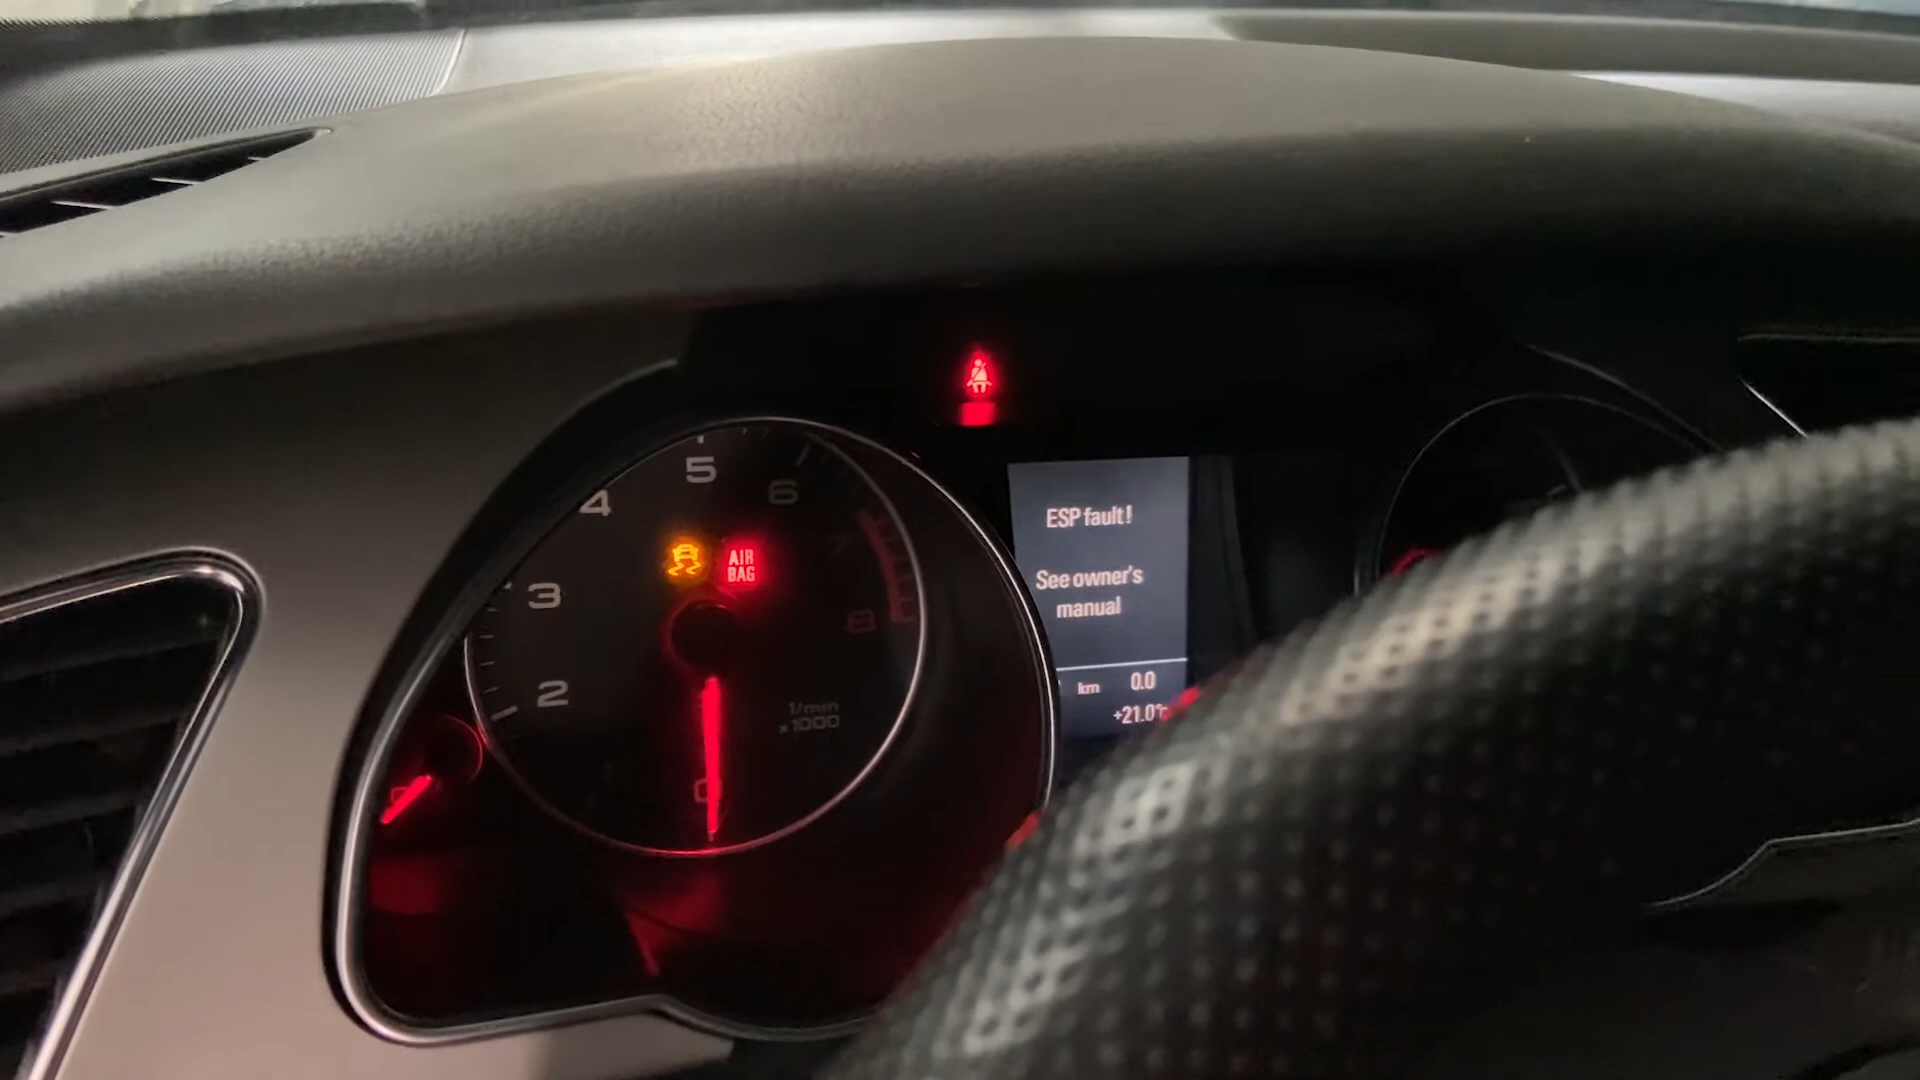 5
4
6
3
7
8
2
1/min
x1000
0
AIR
BAG
ESP fault!
See owner's
manual
km 0.0
+21.0°